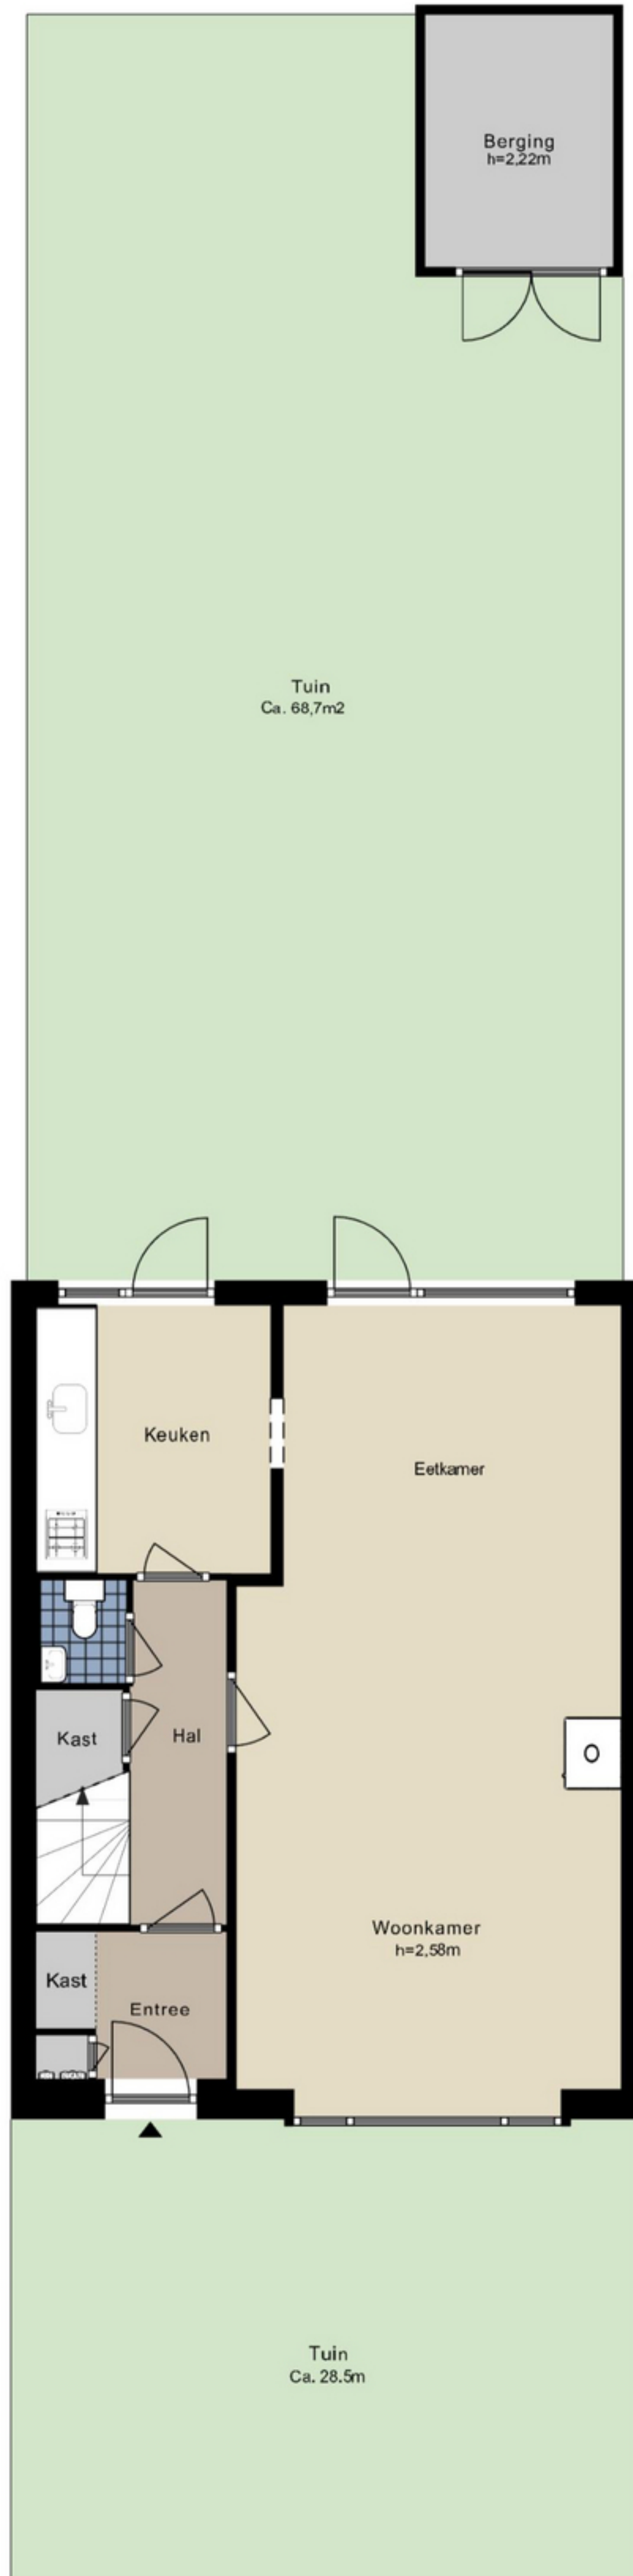 Berging
h=2,22m
Tuin
Ca. 68,7m2
Keuken
Eetkamer
Kast
Hal
Woonkamer
h=2,58m
Kast
Entree
Tuin
Ca. 28.5m